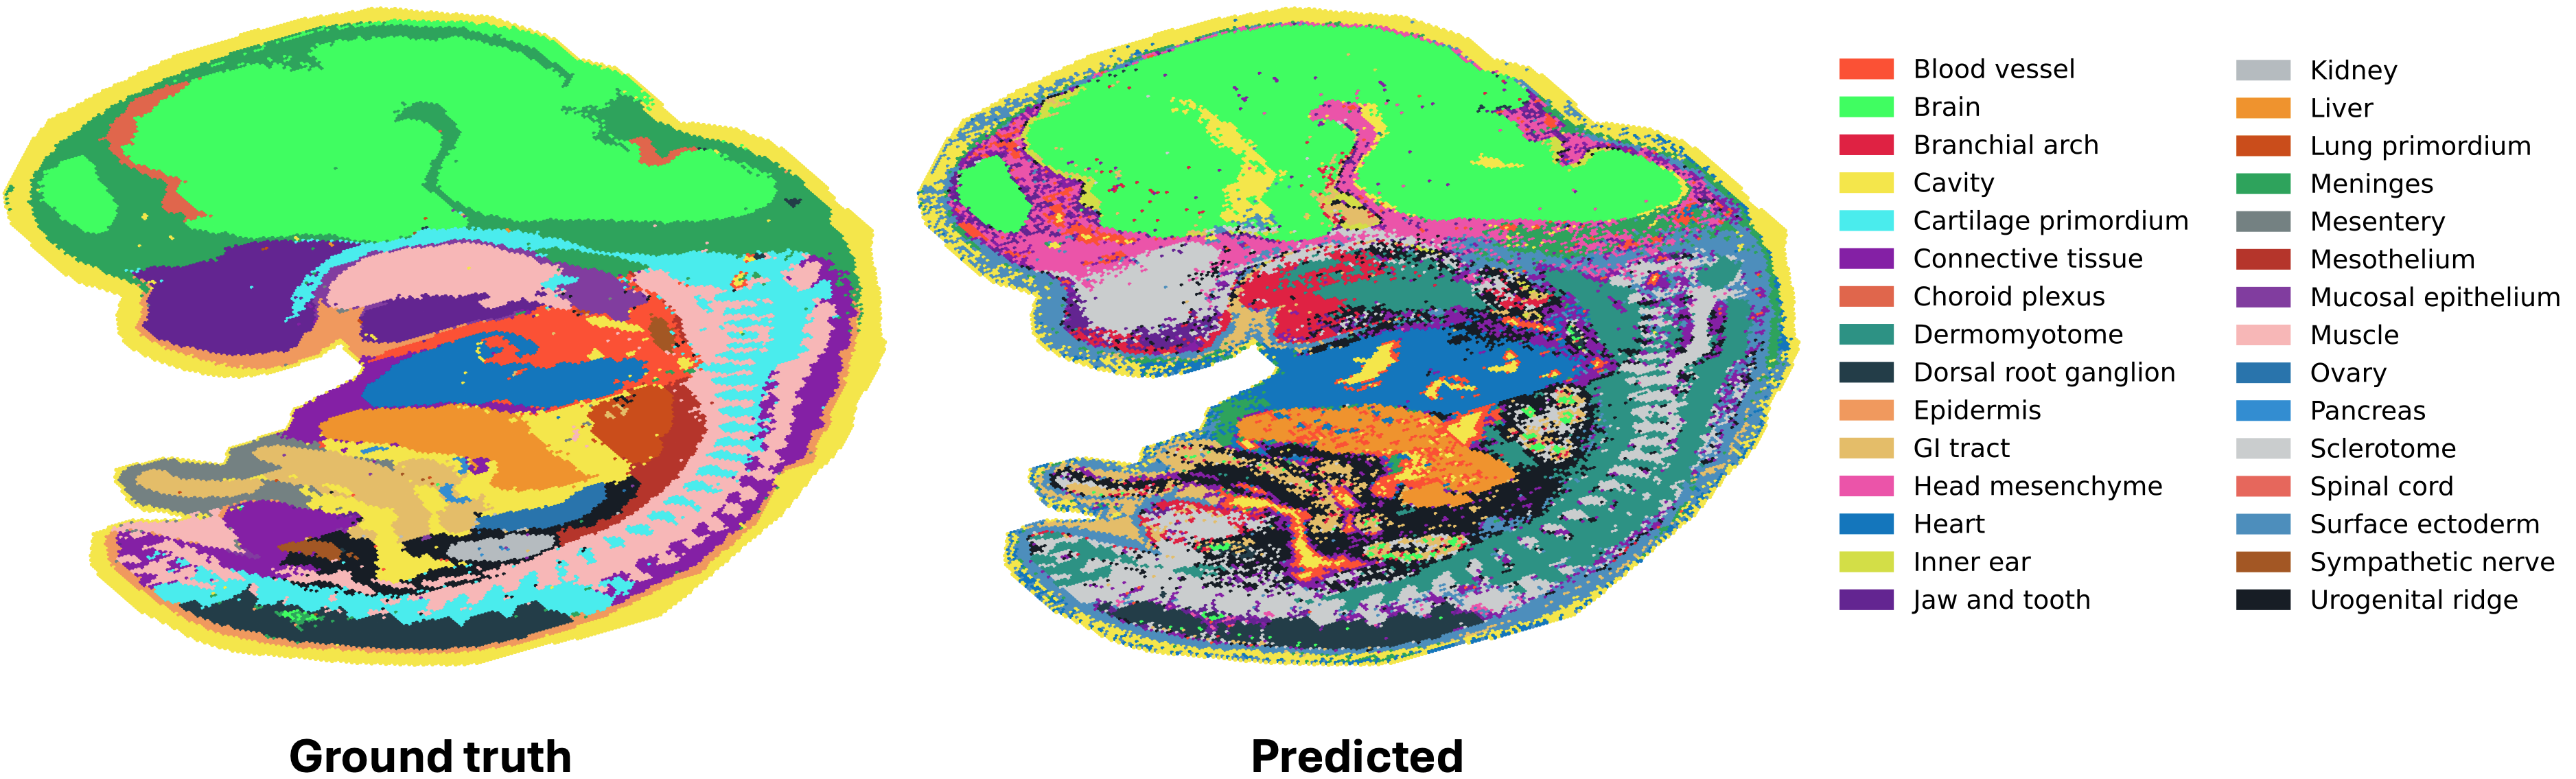 Blood vessel
Brain
Branchial arch
Cavity
Cartilage primordium
Connective tissue
Choroid plexus
Dermomyotome
Dorsal root ganglion
Epidermis
GI tract
Head mesenchyme
Heart
Inner ear
Jaw and tooth
Kidney
Liver
Lung primordium
Meninges
Mesentery
Mesothelium
Mucosal epithelium
Muscle
Ovary
Pancreas
Sclerotome
Spinal cord
Surface ectoderm
Sympathetic nerve
Urogenital ridge
Ground truth
Predicted